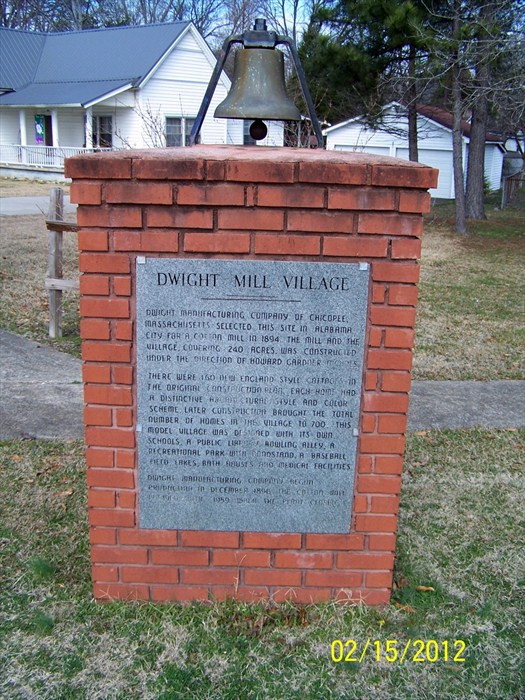 DWIGHT MILL VILLAGE
DWIGHT MANUFACTURING COMPANY OF CHICOPEE,
MASSACHUSETTS SELECTED THIS SITE IN ALABAMA
CITY FOR A COTTON MILL IN 1894. THE MILL AND THE
VILLAGE, COVERING 240 ACRES, WAS CONSTRUCTED
UNDER THE DIRECTION OF HOWARD GARDNER
THERE WERE NEW ENGLAND STYLE COTTAGES IN
THE ORIGINAL CONSTRUCTION PLAN. EACH HOME HAD
A DISTINCTIVE ARCHITECTURAL STYLE AND COLOR
SCHEME. LATER CONSTRUCTION BROUGHT THE TOTAL
NUMBER OF HOMES IN THIS VILLAGE TO 700. THIS
MODEL VILLAGE WAS DESIGNED WITH ITS OWN
SCHOOLS, A PUBLIC LIBRARY, BOWLING ALLEY, A
RECREATIONAL PARK WITH BANDSTAND, A BASEBALL
FIELD, LAKES, BATH HOUSES AND MEDICAL FACILITIES.
DWIGHT MANUFACTURING COMPANY BEGAN
PRODUCTION IN DECEMBER THE COTTON MILL
1959 WHEN THE PLANT CLOSED.
02/15/2012